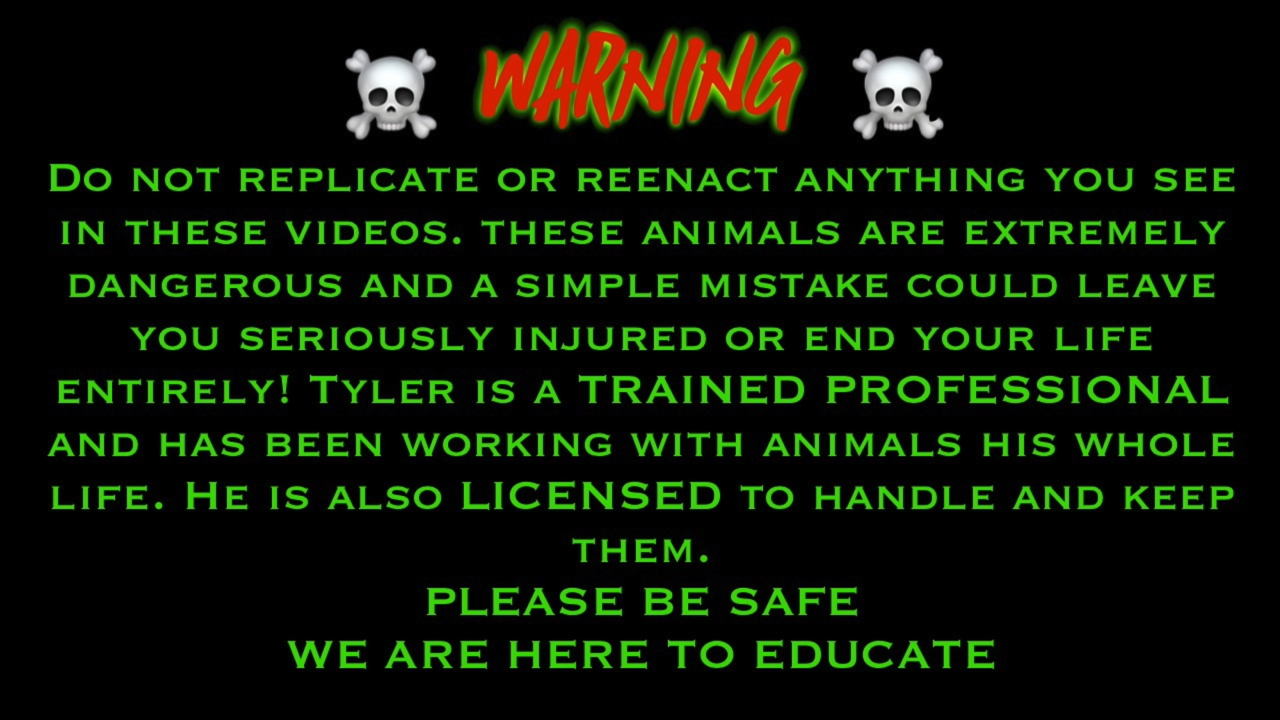 WARNING
Do not replicate or reenact anything you see
in these videos. these animals are extremely
dangerous and a simple mistake could leave
you seriously injured or end your life
entirely! Tyler is a TRAINED PROFESSIONAL
and has been working with animals his whole
life. He is also LICENSED to handle and keep
them.
PLEASE BE SAFE
WE ARE HERE TO EDUCATE